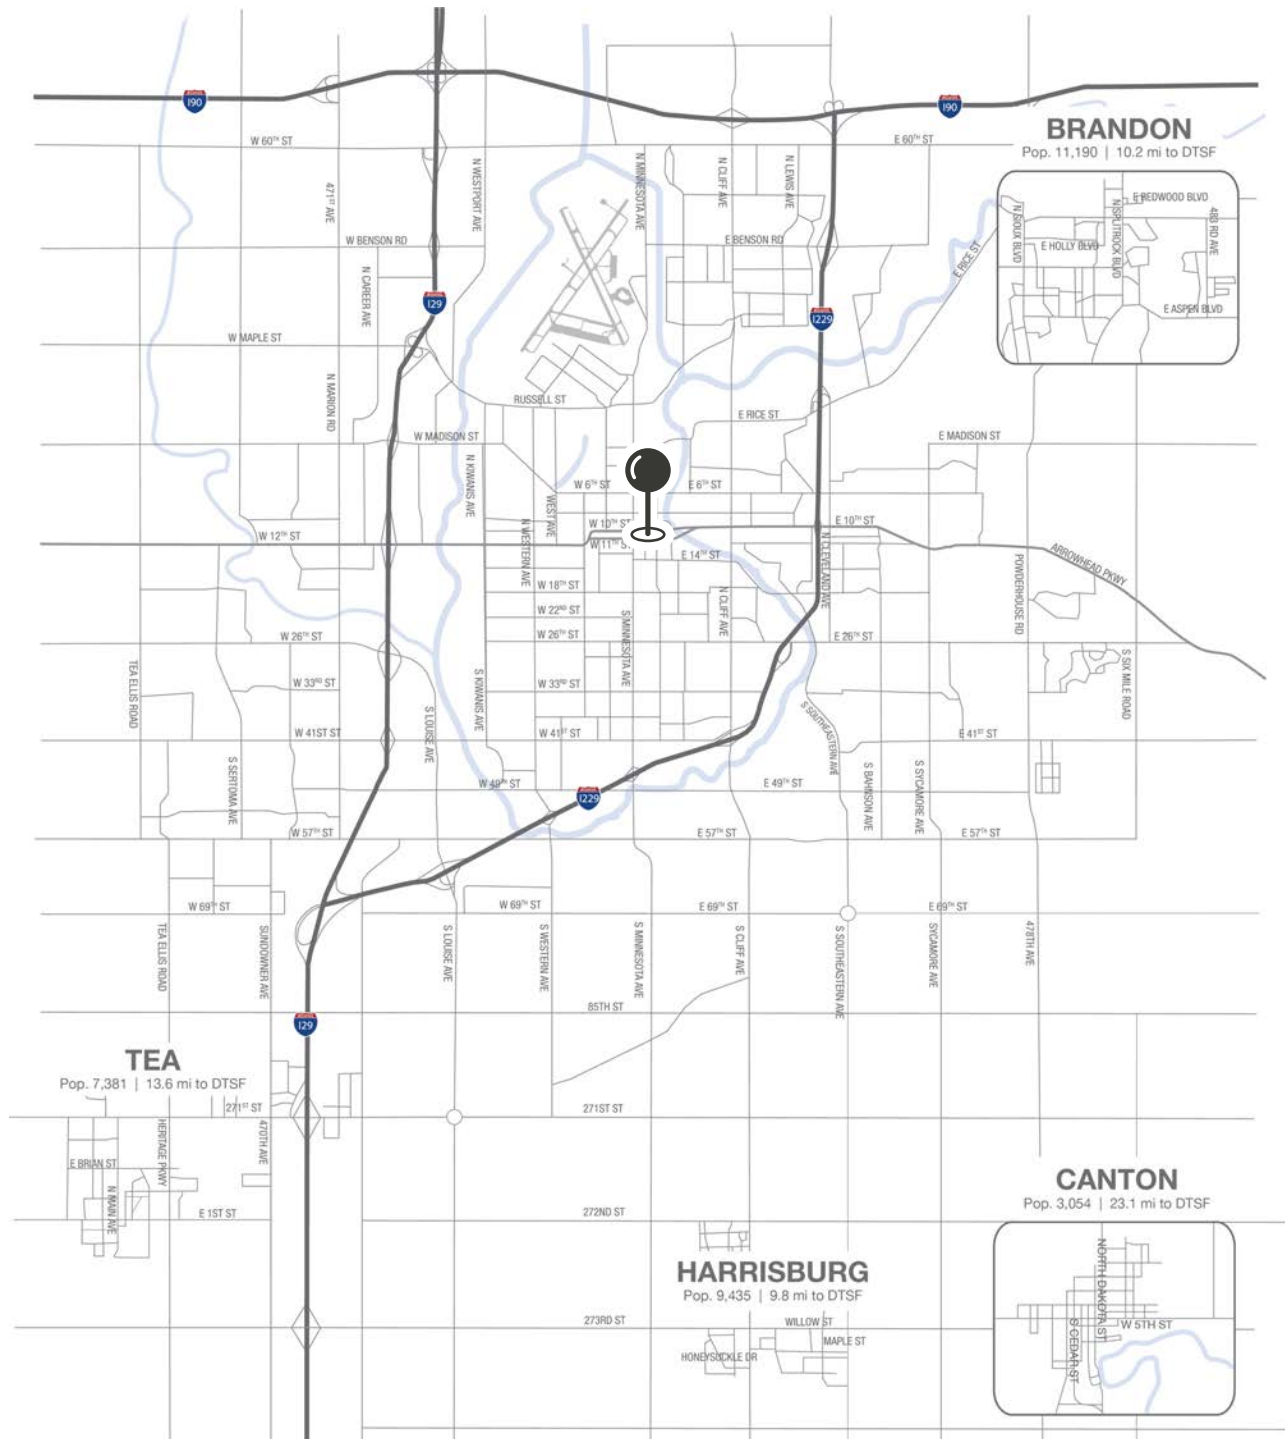 I90
I90
W 60TH ST
E 60TH ST
BRANDON
Pop. 11,190 | 10.2 mi to DTSF
N WESTPORT AVE
N MINNESOTA AVE
N CLIFF AVE
N LEWIS AVE
471ST AVE
W BENSON RD
E BENSON RD
E RICE ST
E REDWOOD BLVD
N SIOUX BLVD
N SPLITROCK BLVD
483 RD AVE
E HOLLY BLVD
E ASPEN BLVD
N CAREER AVE
I29
I229
W MAPLE ST
N MARION RD
RUSSELL ST
E RICE ST
W MADISON ST
E MADISON ST
N KIWANIS AVE
W 6TH ST
E 6TH ST
WEST AVE
W 10TH ST
E 10TH ST
W 12TH ST
N WESTERN AVE
W 11TH S
E 14TH ST
N CLEVELAND AVE
ARROWHEAD PKWY
POWDERHOUSE RD
W 18TH ST
N CLIFF AVE
W 22RD ST
S MINNESOTA AVE
W 26TH ST
W 26TH ST
E 26TH ST
TEA ELLIS ROAD
W 33RD ST
S KIWANIS AVE
W 33RD ST
S SIX MILE ROAD
S LOUISE AVE
S SOUTHEASTERN AVE
W 41ST ST
W 41ST ST
E 41ST ST
S SERTOMA AVE
W 49TH ST
E 49TH ST
S BAHNSON AVE
S SYCAMORE AVE
I229
W 57TH ST
E 57TH ST
E 57TH ST
W 69TH ST
W 69TH ST
E 69TH ST
E 69TH ST
TEA ELLIS ROAD
SUNDOWNER AVE
S LOUISE AVE
S WESTERN AVE
S MINNESOTA AVE
S CLIFF AVE
S SOUTHEASTERN AVE
SYCAMORE AVE
478TH AVE
85TH ST
I29
TEA
Pop. 7,381 | 13.6 mi to DTSF
271ST ST
271ST ST
HERITAGE PKWY
470TH AVE
E BRIAN ST
N MAIN AVE
E 1ST ST
272ND ST
CANTON
Pop. 3,054 | 23.1 mi to DTSF
HARRISBURG
Pop. 9,435 | 9.8 mi to DTSF
273RD ST
WILLOW ST
MAPLE ST
HONEYSUCKLE DR
NORTH DAKOTA ST
W 5TH ST
S CEDAR ST